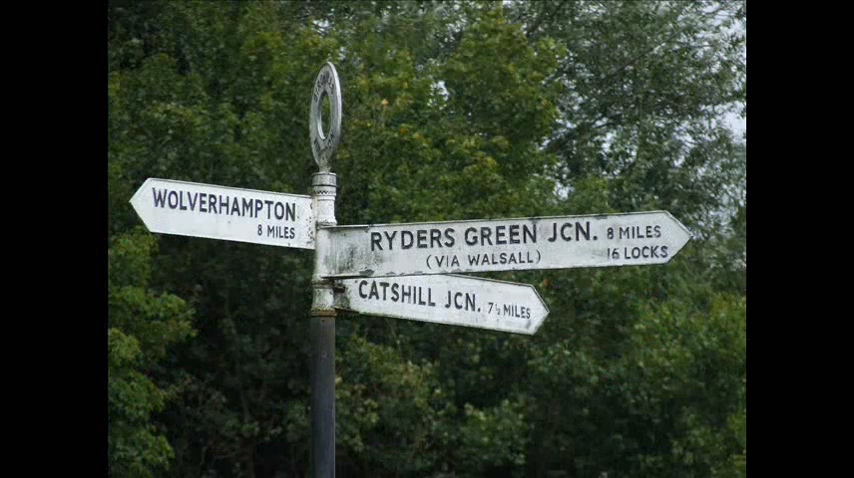 WOLVERHAMPTON
8 MILES
RYDERS GREEN JCN. 8 MILES
(VIA WALSALL) 16 LOCKS
CATSHILL JCN. 7½ MILES